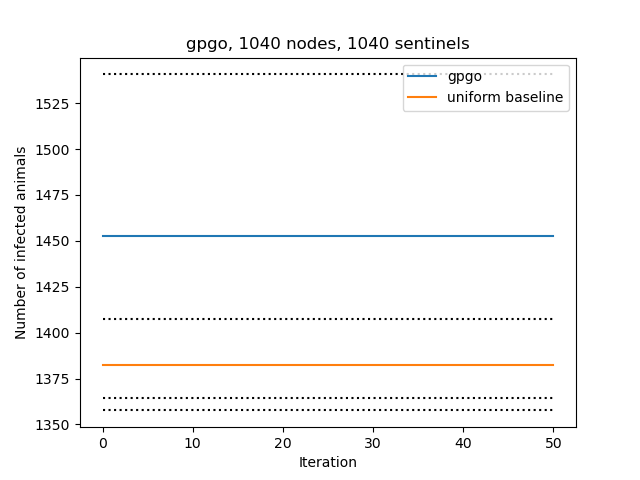 gpgo, 1040 nodes, 1040 sentinels
gpgo
uniform baseline
Number of infected animals
1525
1500
1475
1450
1425
1400
1375
1350
0 10 20 30 40 50
Iteration